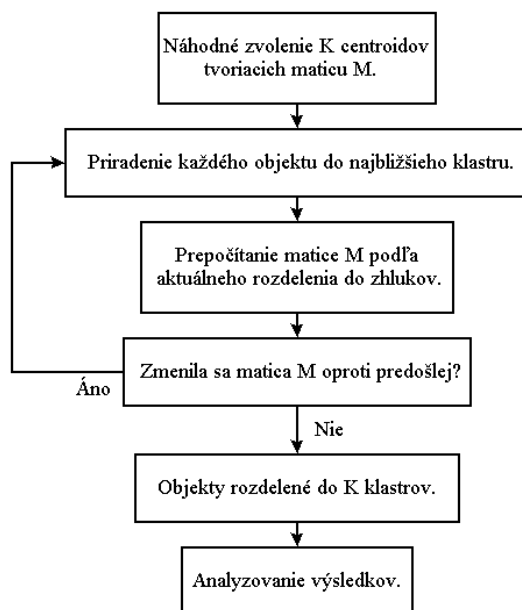 Náhodné zvolenie K centroidov
tvoriacich maticu M.
Priradenie každého objektu do najbližšieho klastru.
Prepočítanie matice M podľa
aktuálneho rozdelenia do zhlukov.
Zmenila sa matica M oproti predošlej?
Áno
Nie
Objekty rozdelené do K klastrov.
Analyzovanie výsledkov.